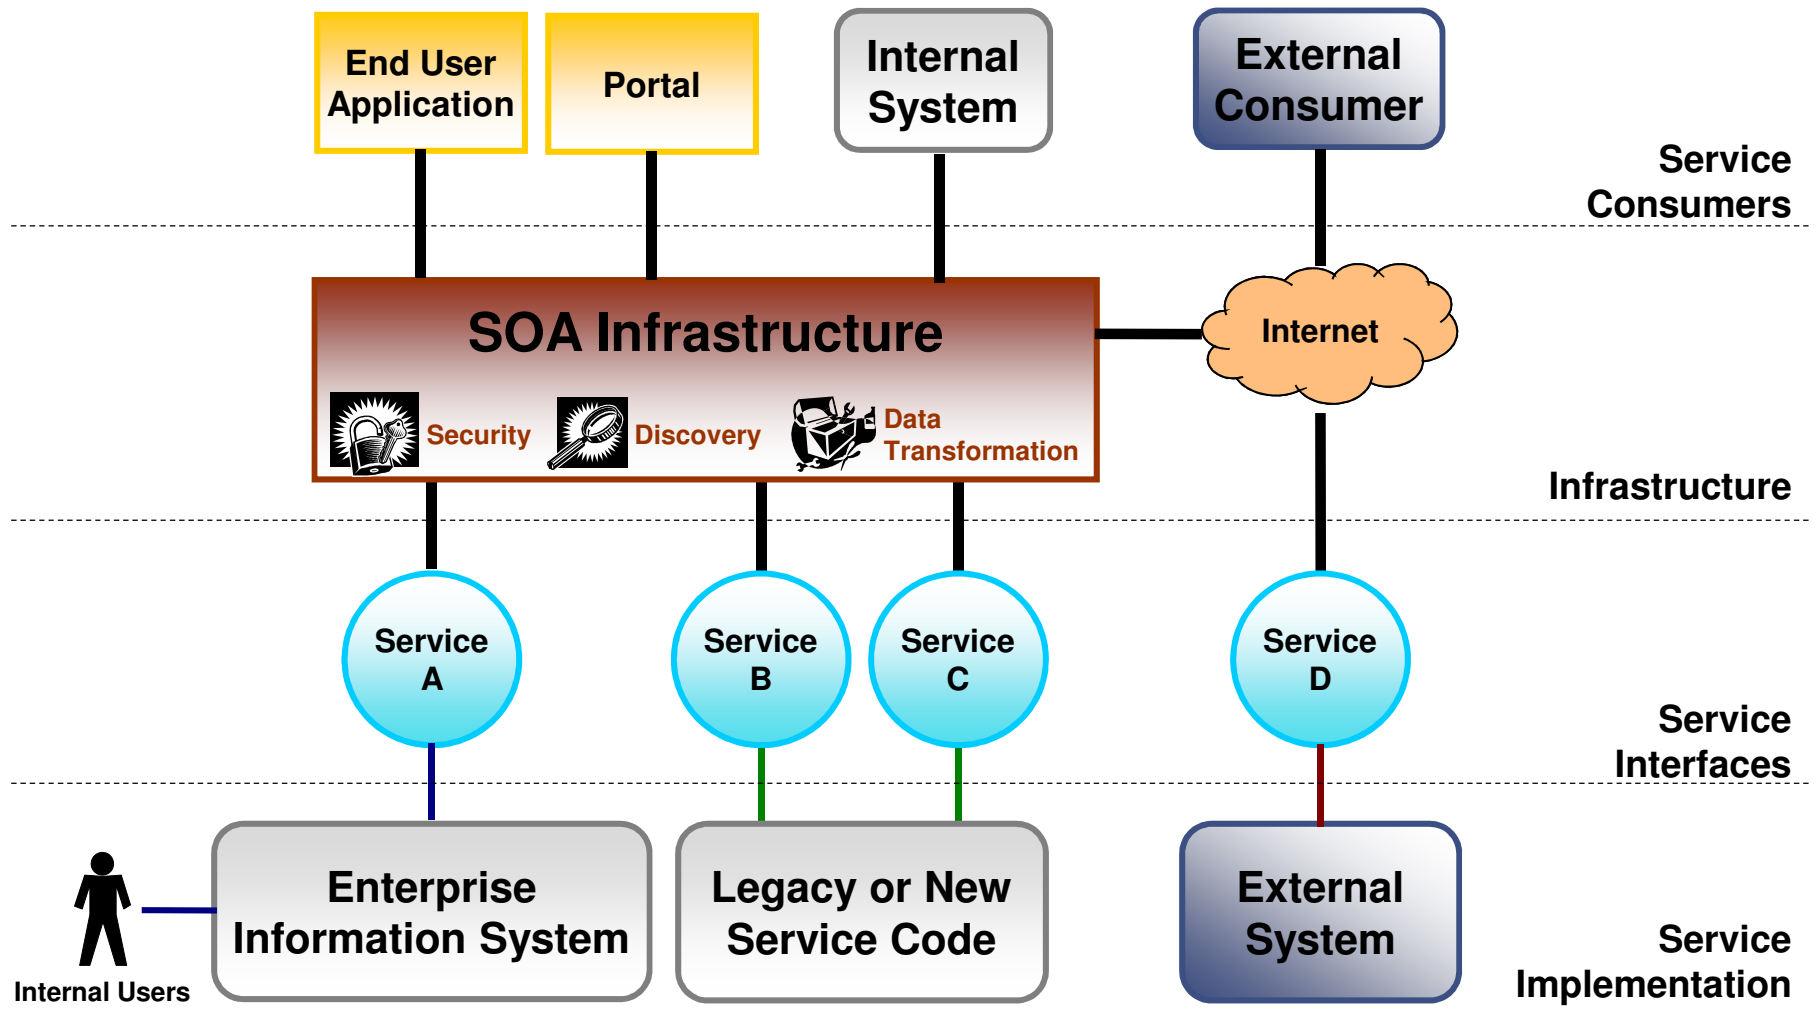 End User
Application
Portal
Internal
System
External
Consumer
Service
Consumers
SOA Infrastructure
Internet
Security
Discovery
Data
Transformation
Infrastructure
Service
A
Service
B
Service
C
Service
D
Service
Interfaces
Enterprise
Information System
Legacy or New
Service Code
External
System
Service
Implementation
Internal Users